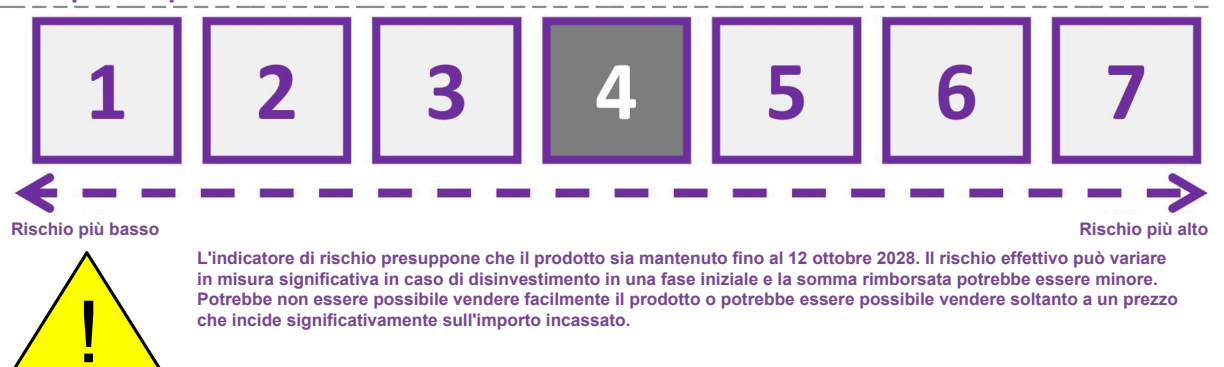 1 2 3 4 5 6 7
Rischio più basso Rischio più alto
L'indicatore di rischio presuppone che il prodotto sia mantenuto fino al 12 ottobre 2028. Il rischio effettivo può variare
in misura significativa in caso di disinvestimento in una fase iniziale e la somma rimborsata potrebbe essere minore.
Potrebbe non essere possibile vendere facilmente il prodotto o potrebbe essere possibile vendere soltanto a un prezzo
che incide significativamente sull'importo incassato.
!